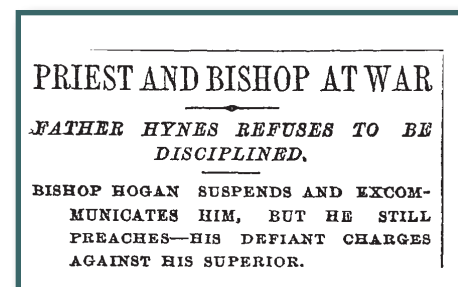 PRIEST AND BISHOP AT WAR
FATHER HYNES REFUSES TO BE
DISCIPLINED.
BISHOP HOGAN SUSPENDS AND EXCOM-
MUNICATES HIM, BUT HE STILL
PREACHES—HIS DEFIANT CHARGES
AGAINST HIS SUPERIOR.